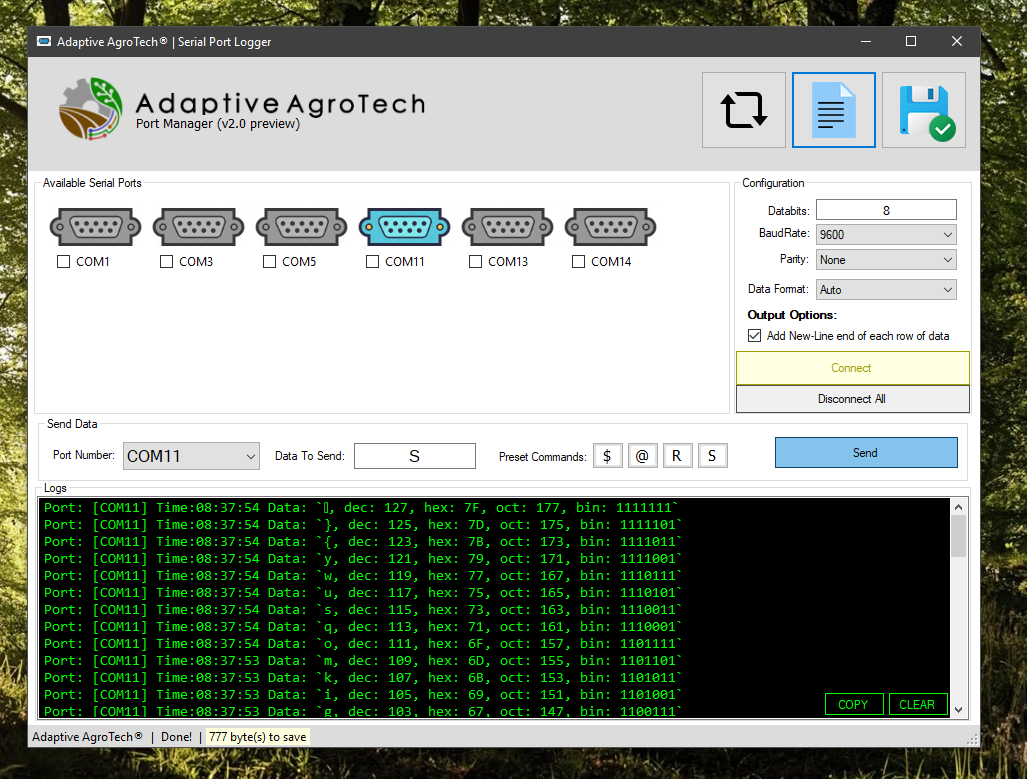 Adaptive AgroTech® | Serial Port Logger
Adaptive AgroTech
Port Manager (v2.0 preview)
Available Serial Ports
COM1 COM3 COM5 COM11 COM13 COM14
Configuration
Databits: 8
BaudRate: 9600
Parity: None
Data Format: Auto
Output Options:
Add New-Line end of each row of data
Connect
Disconnect All
Send Data
Port Number: COM11 Data To Send: S Preset Commands: $ @ R S Send
Logs
Port: [COM11] Time:08:37:54 Data: `▯, dec: 127, hex: 7F, oct: 177, bin: 1111111`
Port: [COM11] Time:08:37:54 Data: `}, dec: 125, hex: 7D, oct: 175, bin: 1111101`
Port: [COM11] Time:08:37:54 Data: `{, dec: 123, hex: 7B, oct: 173, bin: 1111011`
Port: [COM11] Time:08:37:54 Data: `y, dec: 121, hex: 79, oct: 171, bin: 1111001`
Port: [COM11] Time:08:37:54 Data: `w, dec: 119, hex: 77, oct: 167, bin: 1110111`
Port: [COM11] Time:08:37:54 Data: `u, dec: 117, hex: 75, oct: 165, bin: 1110101`
Port: [COM11] Time:08:37:54 Data: `s, dec: 115, hex: 73, oct: 163, bin: 1110011`
Port: [COM11] Time:08:37:54 Data: `q, dec: 113, hex: 71, oct: 161, bin: 1110001`
Port: [COM11] Time:08:37:54 Data: `o, dec: 111, hex: 6F, oct: 157, bin: 1101111`
Port: [COM11] Time:08:37:53 Data: `m, dec: 109, hex: 6D, oct: 155, bin: 1101101`
Port: [COM11] Time:08:37:53 Data: `k, dec: 107, hex: 6B, oct: 153, bin: 1101011`
Port: [COM11] Time:08:37:53 Data: `i, dec: 105, hex: 69, oct: 151, bin: 1101001`
Port: [COM11] Time:08:37:53 Data: `g, dec: 103, hex: 67, oct: 147, bin: 1100111`
COPY CLEAR
Adaptive AgroTech® | Done! | 777 byte(s) to save